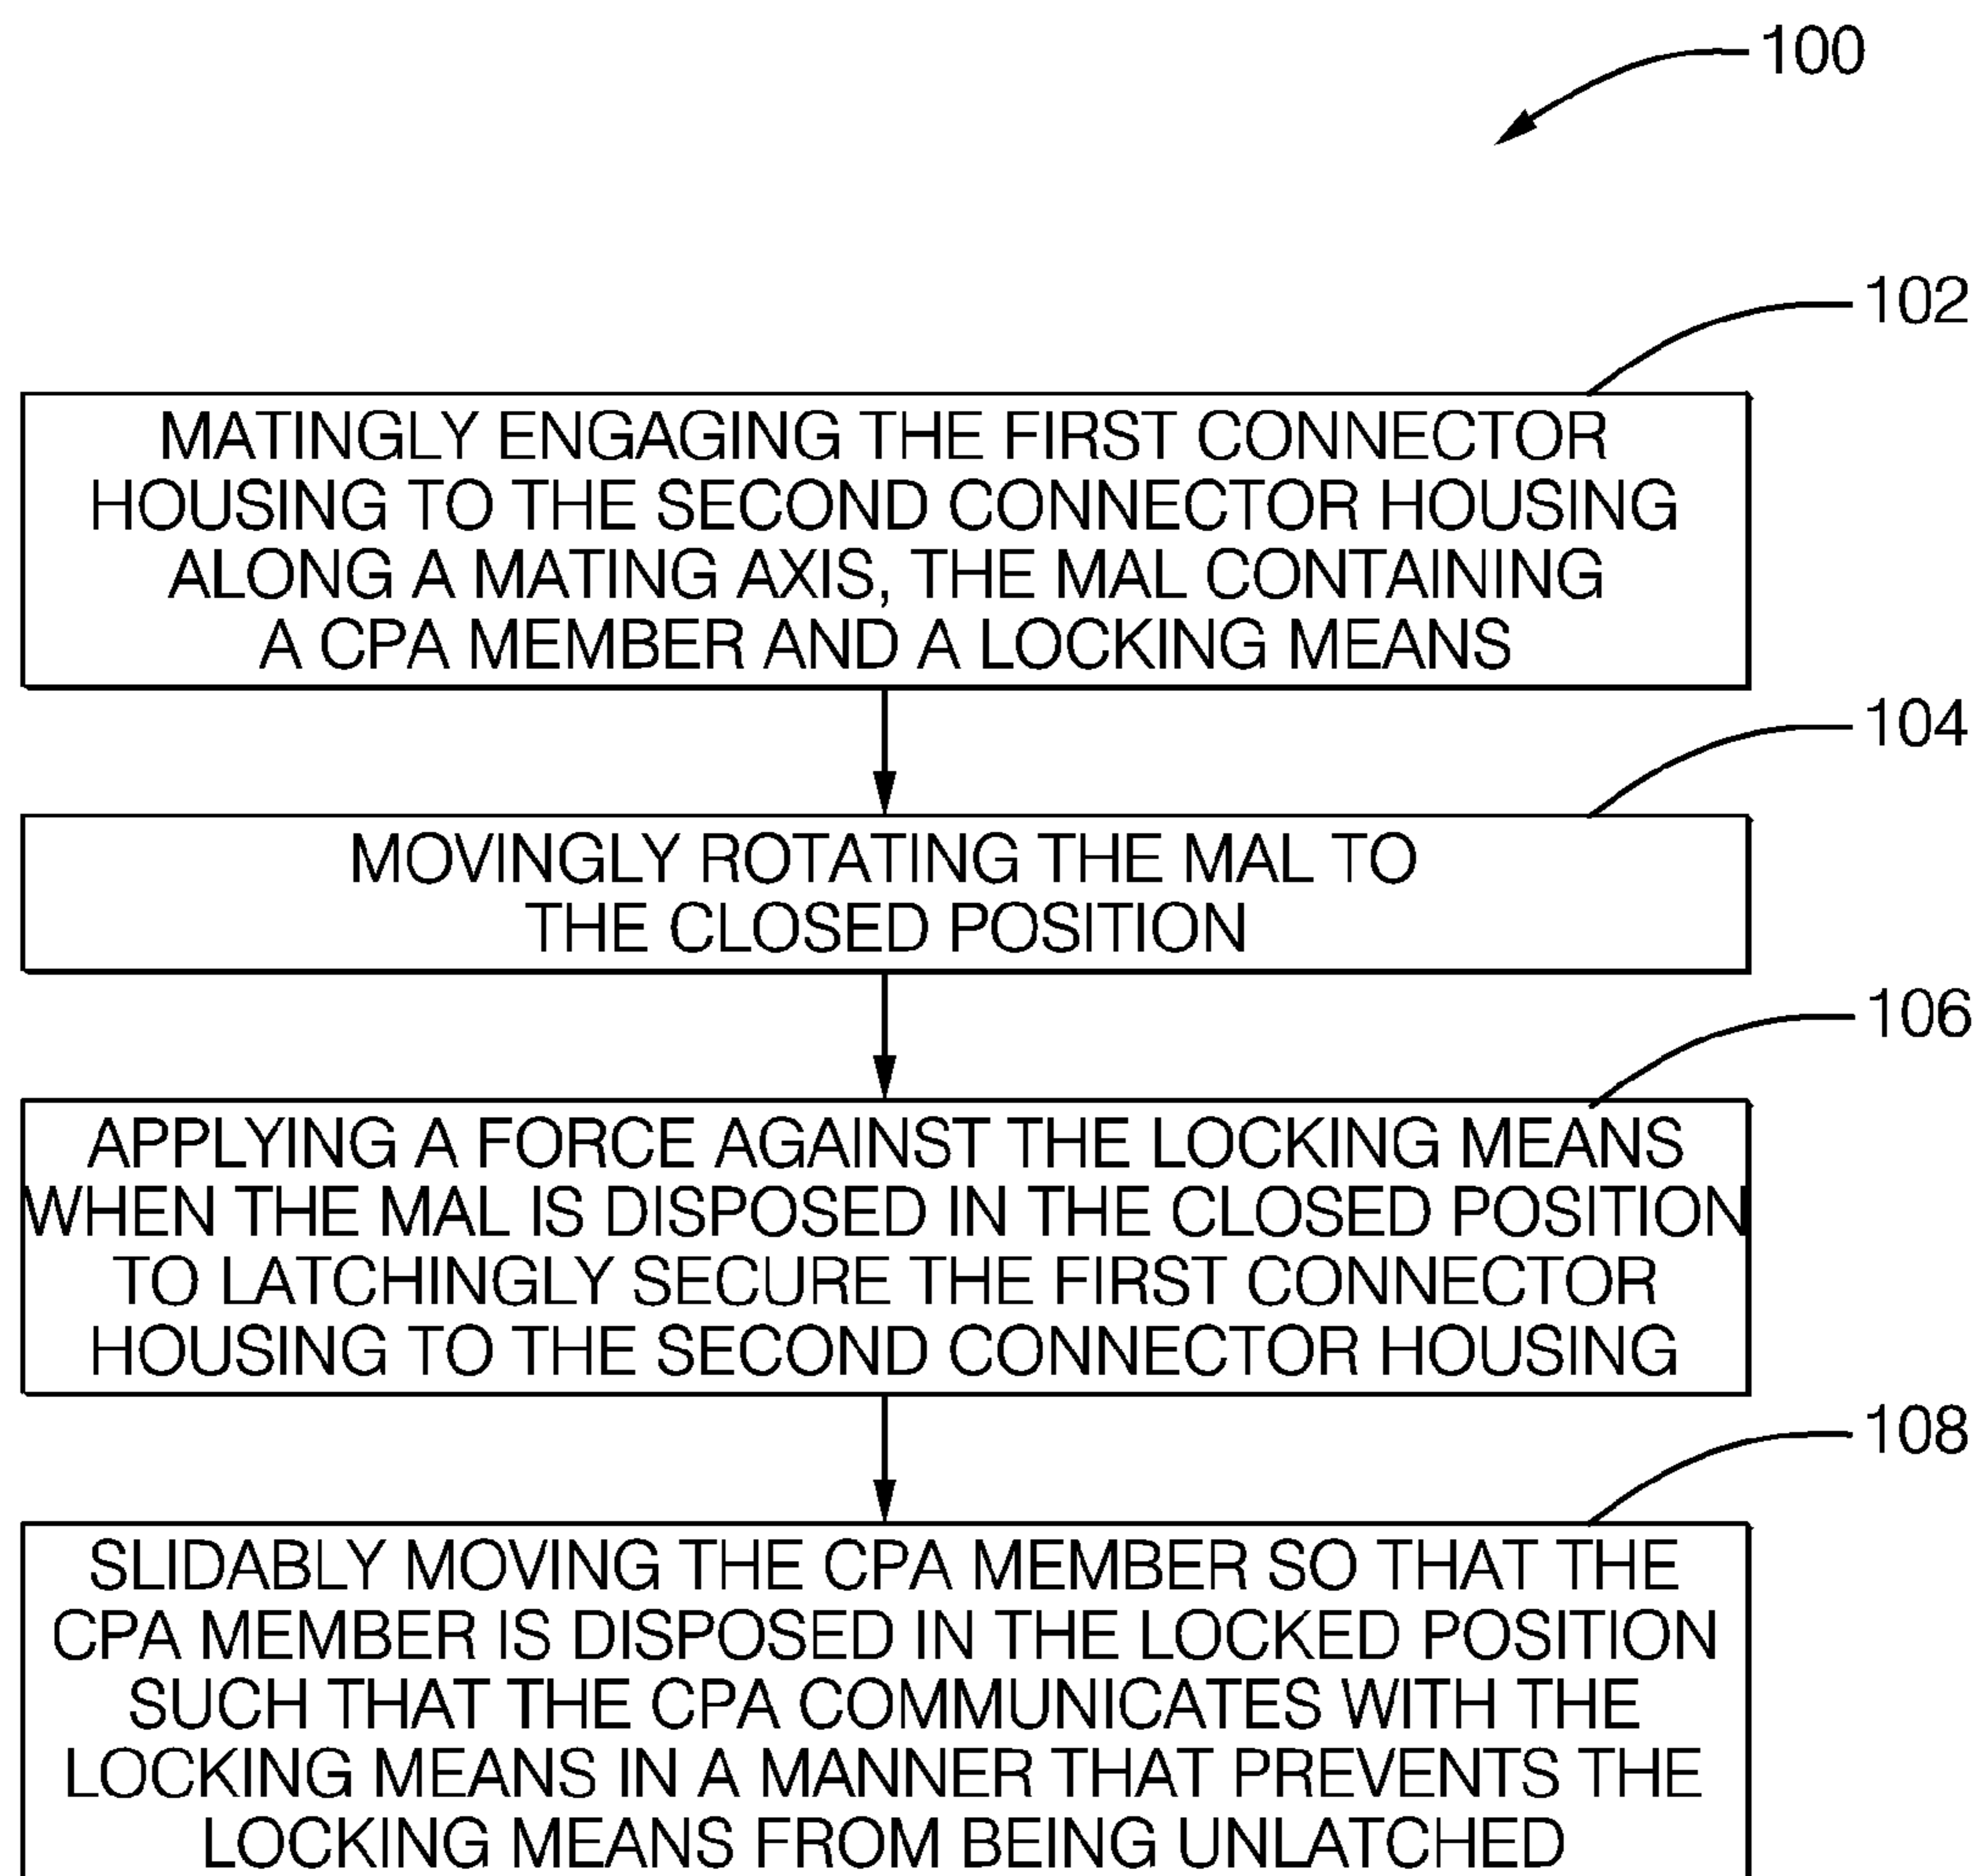 100
102
MATINGLY ENGAGING THE FIRST CONNECTOR
HOUSING TO THE SECOND CONNECTOR HOUSING
ALONG A MATING AXIS, THE MAL CONTAINING
A CPA MEMBER AND A LOCKING MEANS
104
MOVINGLY ROTATING THE MAL TO
THE CLOSED POSITION
106
APPLYING A FORCE AGAINST THE LOCKING MEANS
WHEN THE MAL IS DISPOSED IN THE CLOSED POSITION
TO LATCHINGLY SECURE THE FIRST CONNECTOR
HOUSING TO THE SECOND CONNECTOR HOUSING
108
SLIDABLY MOVING THE CPA MEMBER SO THAT THE
CPA MEMBER IS DISPOSED IN THE LOCKED POSITION
SUCH THAT THE CPA COMMUNICATES WITH THE
LOCKING MEANS IN A MANNER THAT PREVENTS THE
LOCKING MEANS FROM BEING UNLATCHED